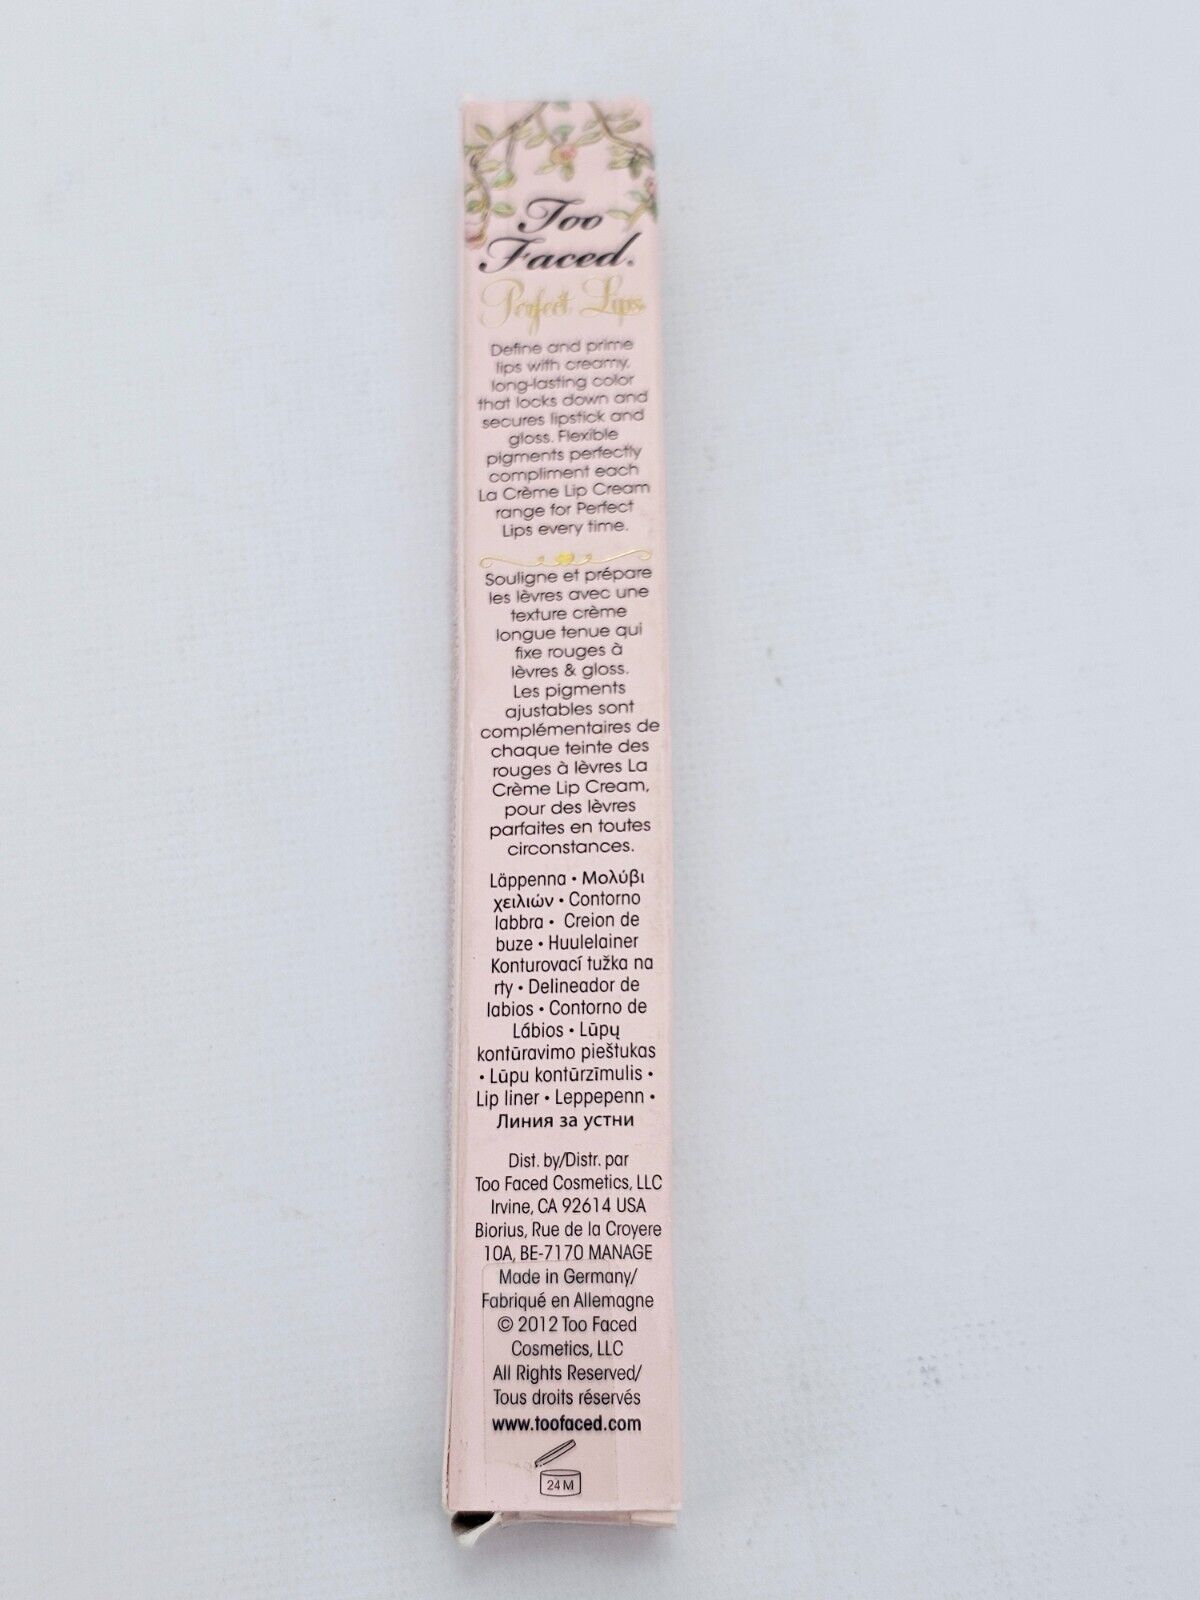 Too
Faced.
Perfect Lips
Define and prime
lips with creamy,
long-lasting color
that locks down and
secures lipstick and
gloss. Flexible
pigments perfectly
compliment each
La Crème Lip Cream
range for Perfect
Lips every time.
Souligne et prépare
les lèvres avec une
texture crème
longue tenue qui
fixe rouges à
lèvres & gloss.
Les pigments
ajustables sont
complémentaires de
chaque teinte des
rouges à lèvres La
Crème Lip Cream,
pour des lèvres
parfaites en toutes
circonstances.
Läppenna • Μολύβι
χειλιών • Contorno
labbra • Creion de
buze • Huulelainer
Konturovací tužka na
rty • Delineador de
labios • Contorno de
Lábios • Lūpų
kontūravimo pieštukas
• Lūpu kontūrzīmulis •
Lip liner • Leppepenn •
Линия за устни
Dist. by/Distr. par
Too Faced Cosmetics, LLC
Irvine, CA 92614 USA
Biorius, Rue de la Croyere
10A, BE-7170 MANAGE
Made in Germany/
Fabriqué en Allemagne
© 2012 Too Faced
Cosmetics, LLC
All Rights Reserved/
Tous droits réservés
www.toofaced.com
24 M